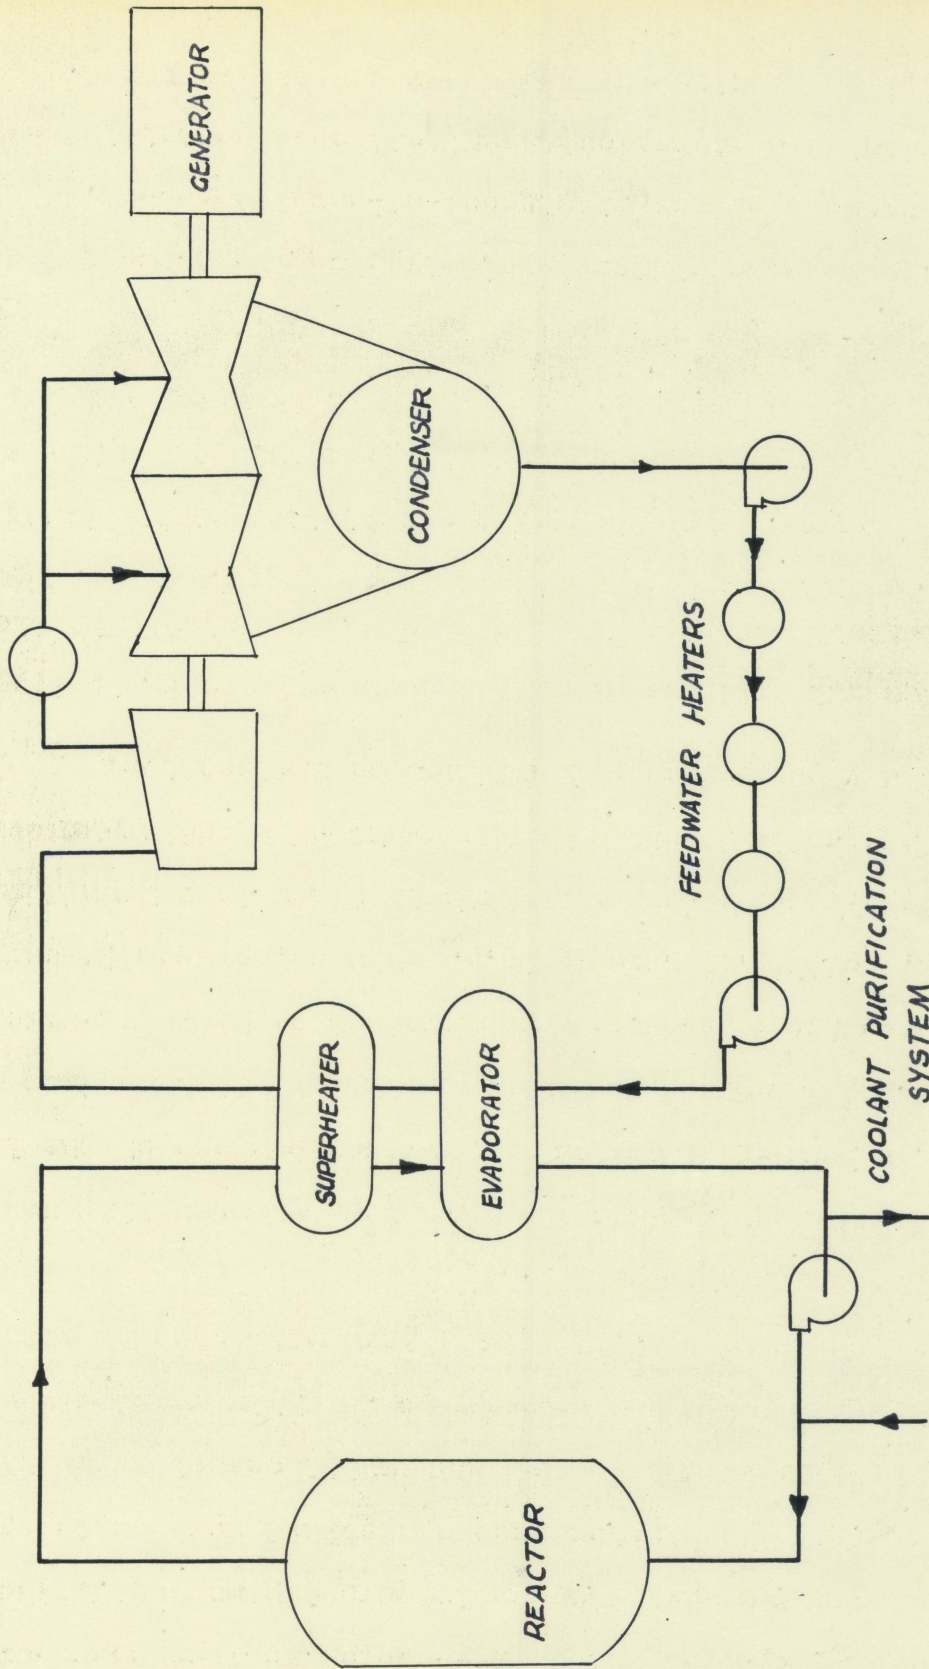 REACTOR
SUPERHEATER
EVAPORATOR
COOLANT PURIFICATION
SYSTEM
FEEDWATER HEATERS
CONDENSER
GENERATOR